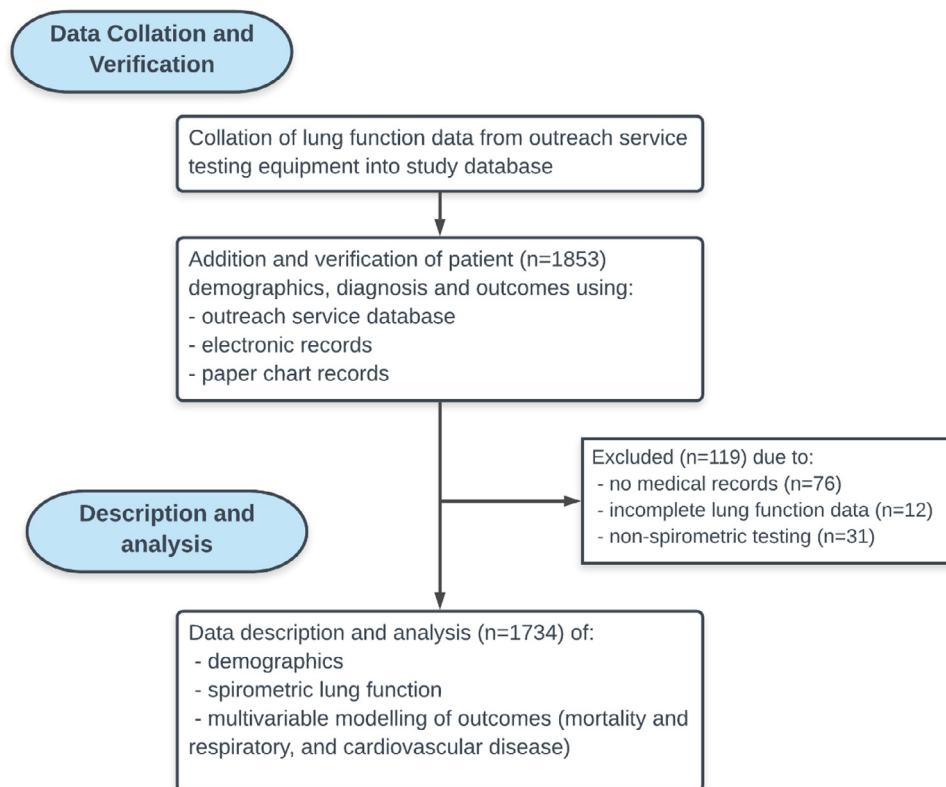 Data Collation and
Verification
Collation of lung function data from outreach service
testing equipment into study database
Addition and verification of patient (n=1853)
demographics, diagnosis and outcomes using:
- outreach service database
- electronic records
- paper chart records
Excluded (n=119) due to:
- no medical records (n=76)
- incomplete lung function data (n=12)
- non-spirometric testing (n=31)
Description and
analysis
Data description and analysis (n=1734) of:
- demographics
- spirometric lung function
- multivariable modelling of outcomes (mortality and
respiratory, and cardiovascular disease)